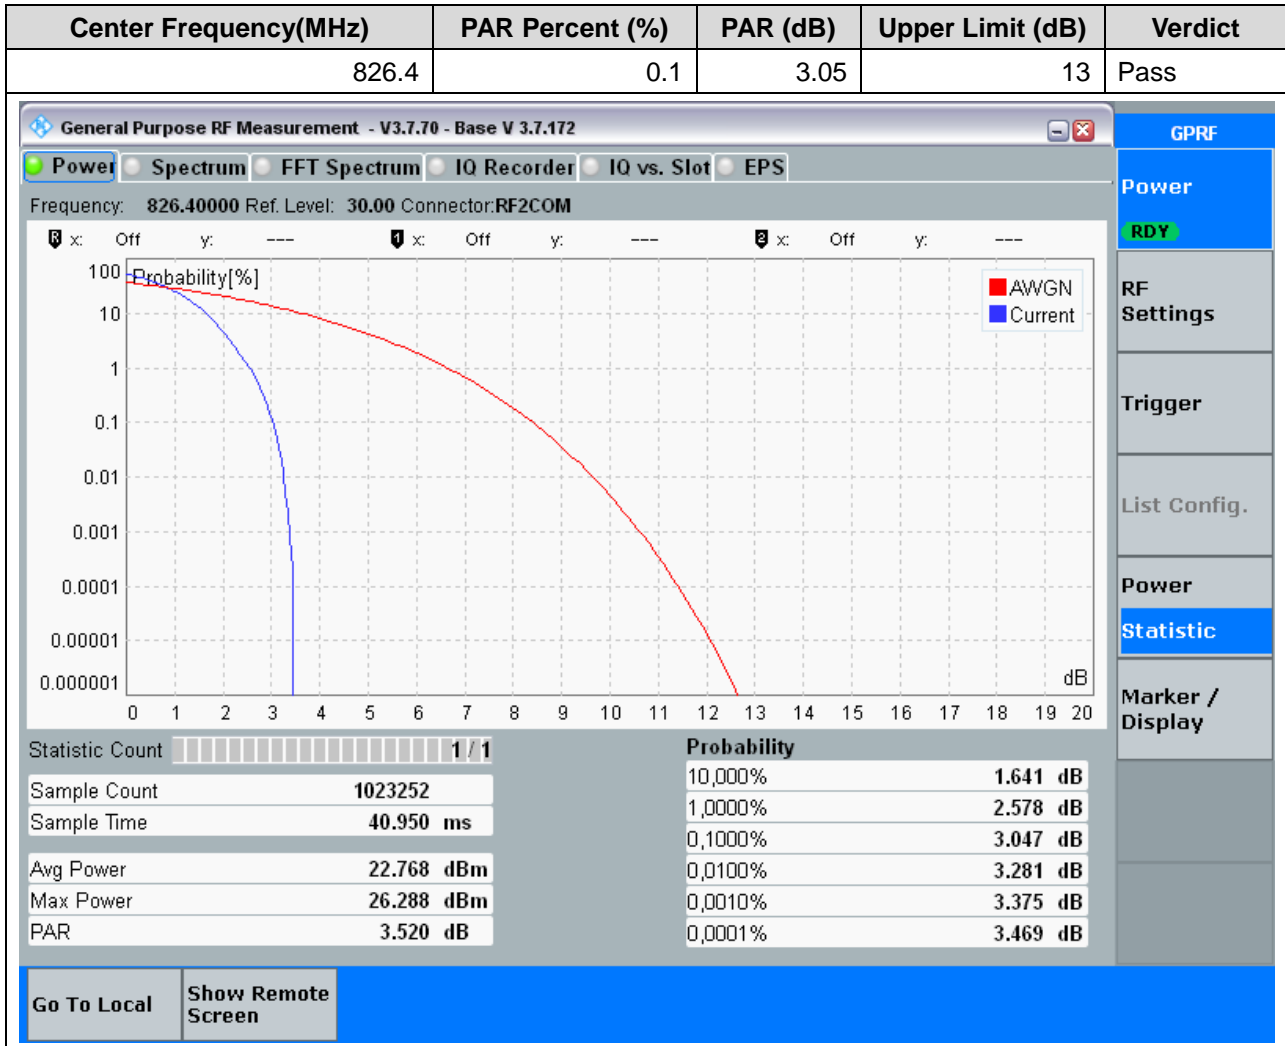 Center Frequency(MHz) PAR Percent (%) PAR (dB) Upper Limit (dB) Verdict
826.4 0.1 3.05 13 Pass
General Purpose RF Measurement - V3.7.70 - Base V 3.7.172
GPRF
Power Spectrum FFT Spectrum IQ Recorder IQ vs. Slot EPS
Power
RDY
Frequency: 826.40000 Ref. Level: 30.00 Connector:RF2COM
R x: Off y: --- 1 x: Off y: --- 2 x: Off y: ---
100 Probability[%]
AWGN
Current
10
1
0.1
0.01
0.001
0.0001
0.00001
0.000001
dB
0 1 2 3 4 5 6 7 8 9 10 11 12 13 14 15 16 17 18 19 20
RF
Settings
Trigger
List Config.
Power
Statistic
Marker /
Display
Statistic Count 1 / 1
Sample Count 1023252
Sample Time 40.950 ms
Avg Power 22.768 dBm
Max Power 26.288 dBm
PAR 3.520 dB
Probability
10,000% 1.641 dB
1,0000% 2.578 dB
0,1000% 3.047 dB
0,0100% 3.281 dB
0,0010% 3.375 dB
0,0001% 3.469 dB
Go To Local
Show Remote
Screen